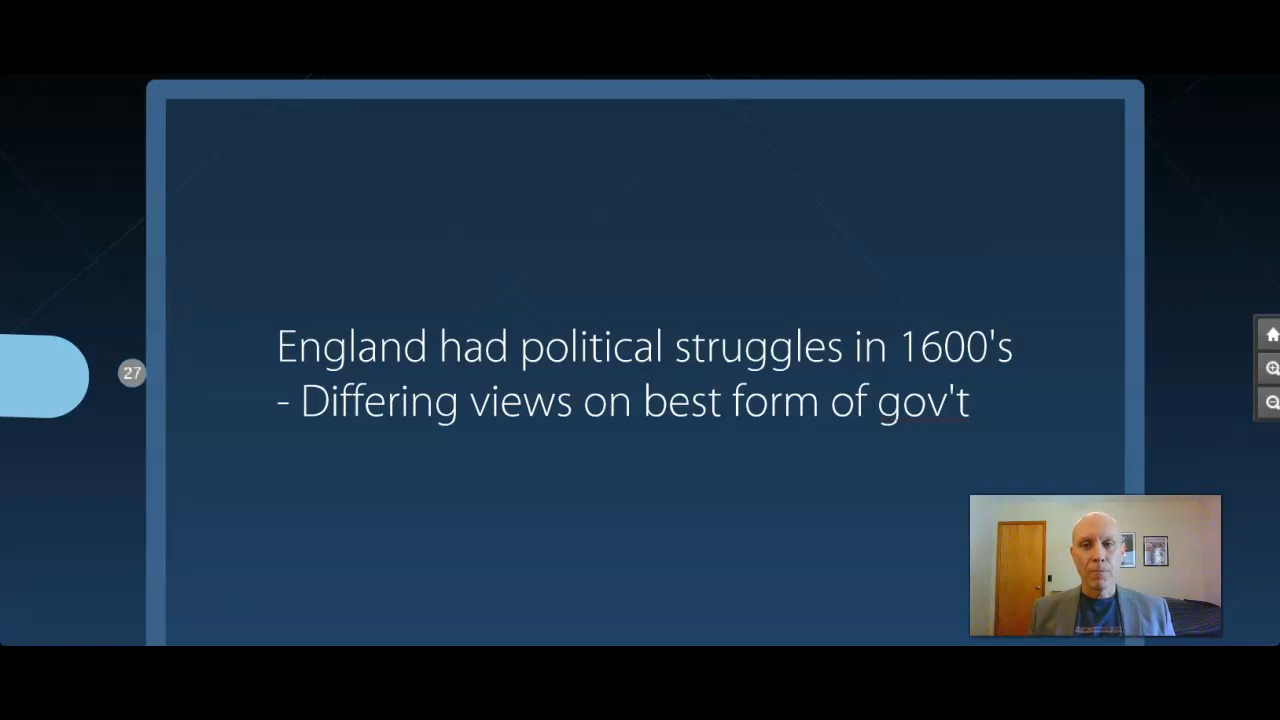 England had political struggles in 1600's
- Differing views on best form of gov't
27